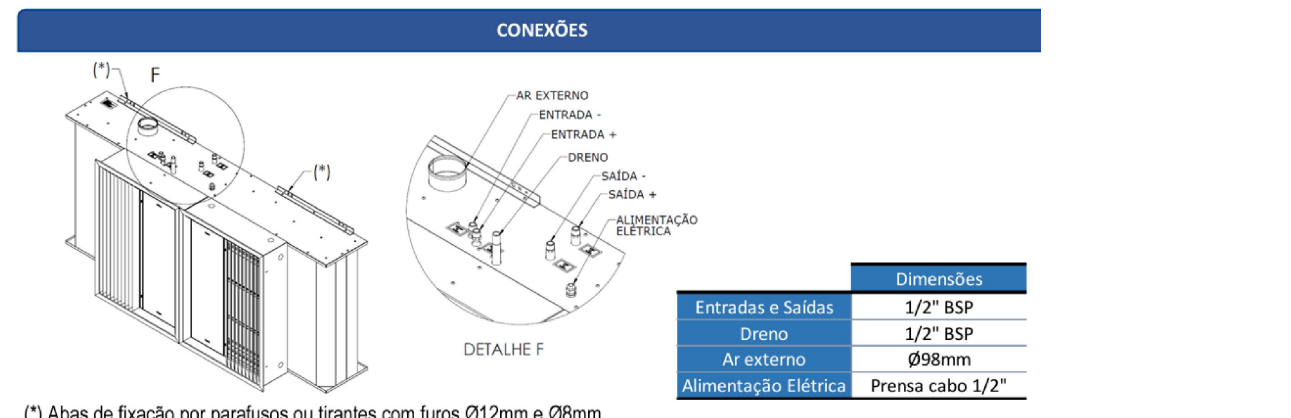 CONEXÕES
(*)
F
(*)
AR EXTERNO
ENTRADA -
ENTRADA +
DRENO
SAÍDA -
SAÍDA +
ALIMENTAÇÃO
ELÉTRICA
DETALHE F
Dimensões
Entradas e Saídas 1/2" BSP
Dreno 1/2" BSP
Ar externo Ø98mm
Alimentação Elétrica Prensa cabo 1/2"
(*) Abas de fixação por parafusos ou tirantes com furos Ø12mm e Ø8mm